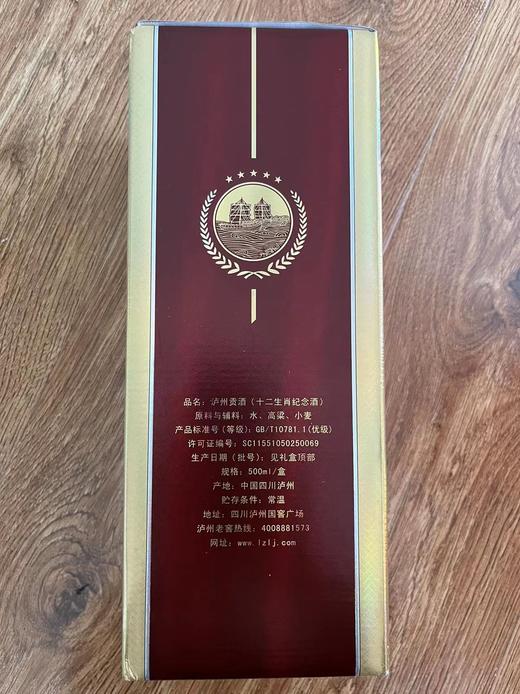 品名：泸州贡酒（十二生肖纪念酒）
原料与辅料：水、高粱、小麦
产品标准号（等级）：GB/T10781.1（优级）
许可证编号：SC11551050250069
生产日期（批号）：见礼盒顶部
规格：500ml/盒
产地：中国四川泸州
贮存条件：常温
地址：四川泸州国窖广场
泸州老窖热线：4008881573
网址：www.lzlj.com